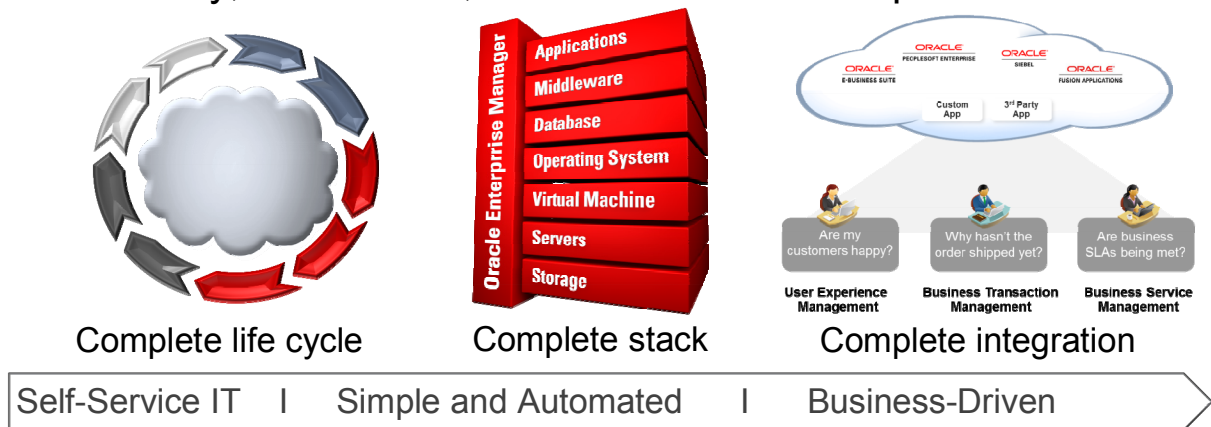 Oracle Enterprrise Manager
Applications
Middleware
Database
Operating System
Virtual Machine
Servers
Storage
ORACLE
PEOPLESOFT ENTERPRISE
ORACLE
SIEBEL
ORACLE
E-BUSINESS SUITE
ORACLE
FUSION APPLICATIONS
Custom
App
3rd Party
App
Are my
customers happy?
Why hasn't the
order shipped yet?
Are business
SLAs being met?
User Experience
Management
Business Transaction
Management
Business Service
Management
Complete life cycle
Complete stack
Complete integration
Self-Service IT I Simple and Automated I Business-Driven